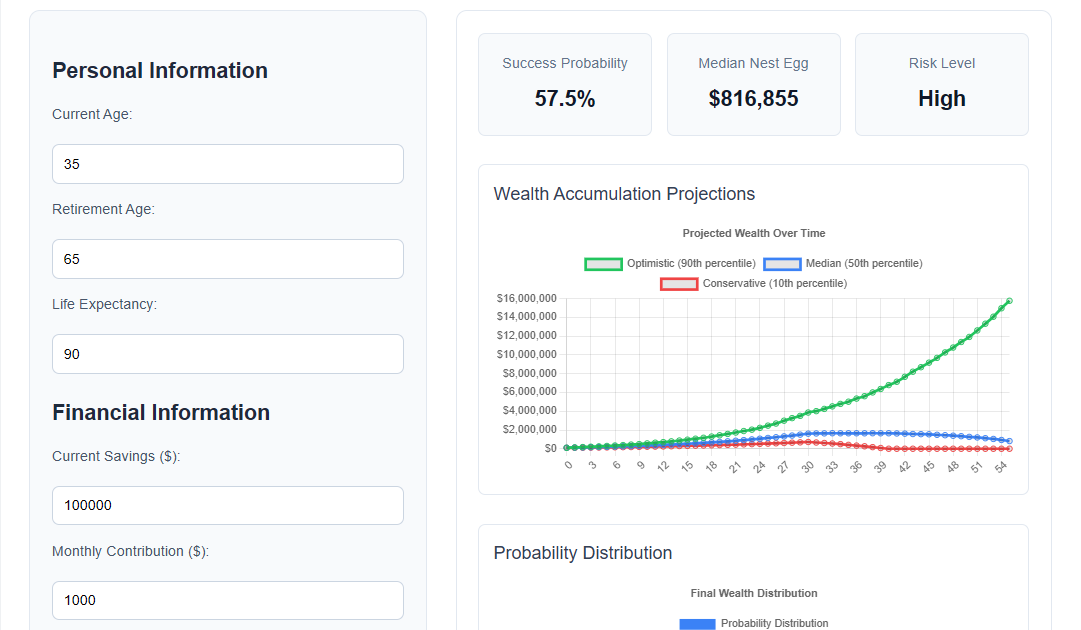 Personal Information
Current Age:
35
Retirement Age:
65
Life Expectancy:
90
Financial Information
Current Savings ($):
100000
Monthly Contribution ($):
1000
Success Probability
57.5%
Median Nest Egg
$816,855
Risk Level
High
Wealth Accumulation Projections
Projected Wealth Over Time
Optimistic (90th percentile) Median (50th percentile)
Conservative (10th percentile)
$16,000,000
$14,000,000
$12,000,000
$10,000,000
$8,000,000
$6,000,000
$4,000,000
$2,000,000
$0
0 3 6 9 12 15 18 21 24 27 30 33 36 39 42 45 48 51 54
Probability Distribution
Final Wealth Distribution
Probability Distribution